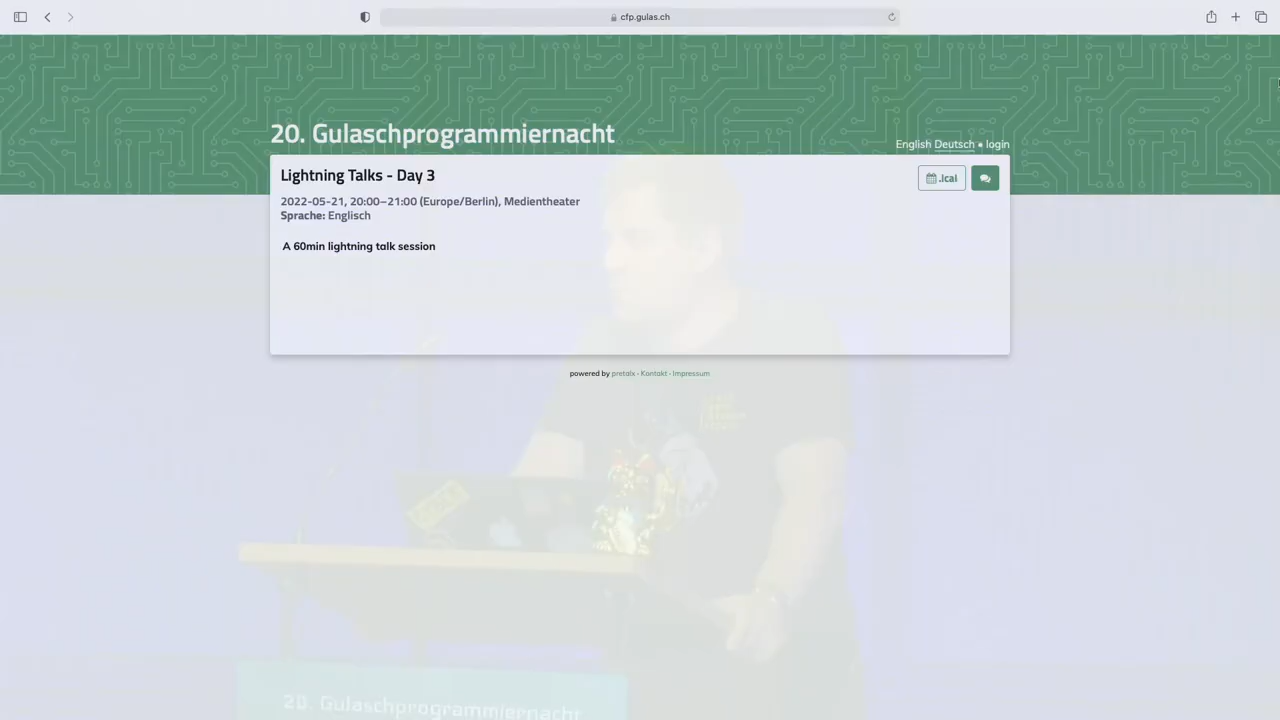 cfp.gulas.ch
20. Gulaschprogrammiernacht
English Deutsch • login
Lightning Talks - Day 3
.ical
2022-05-21, 20:00–21:00 (Europe/Berlin), Medientheater
Sprache: Englisch
A 60min lightning talk session
powered by pretalx · Kontakt · Impressum
20. Gulaschprogrammiernacht